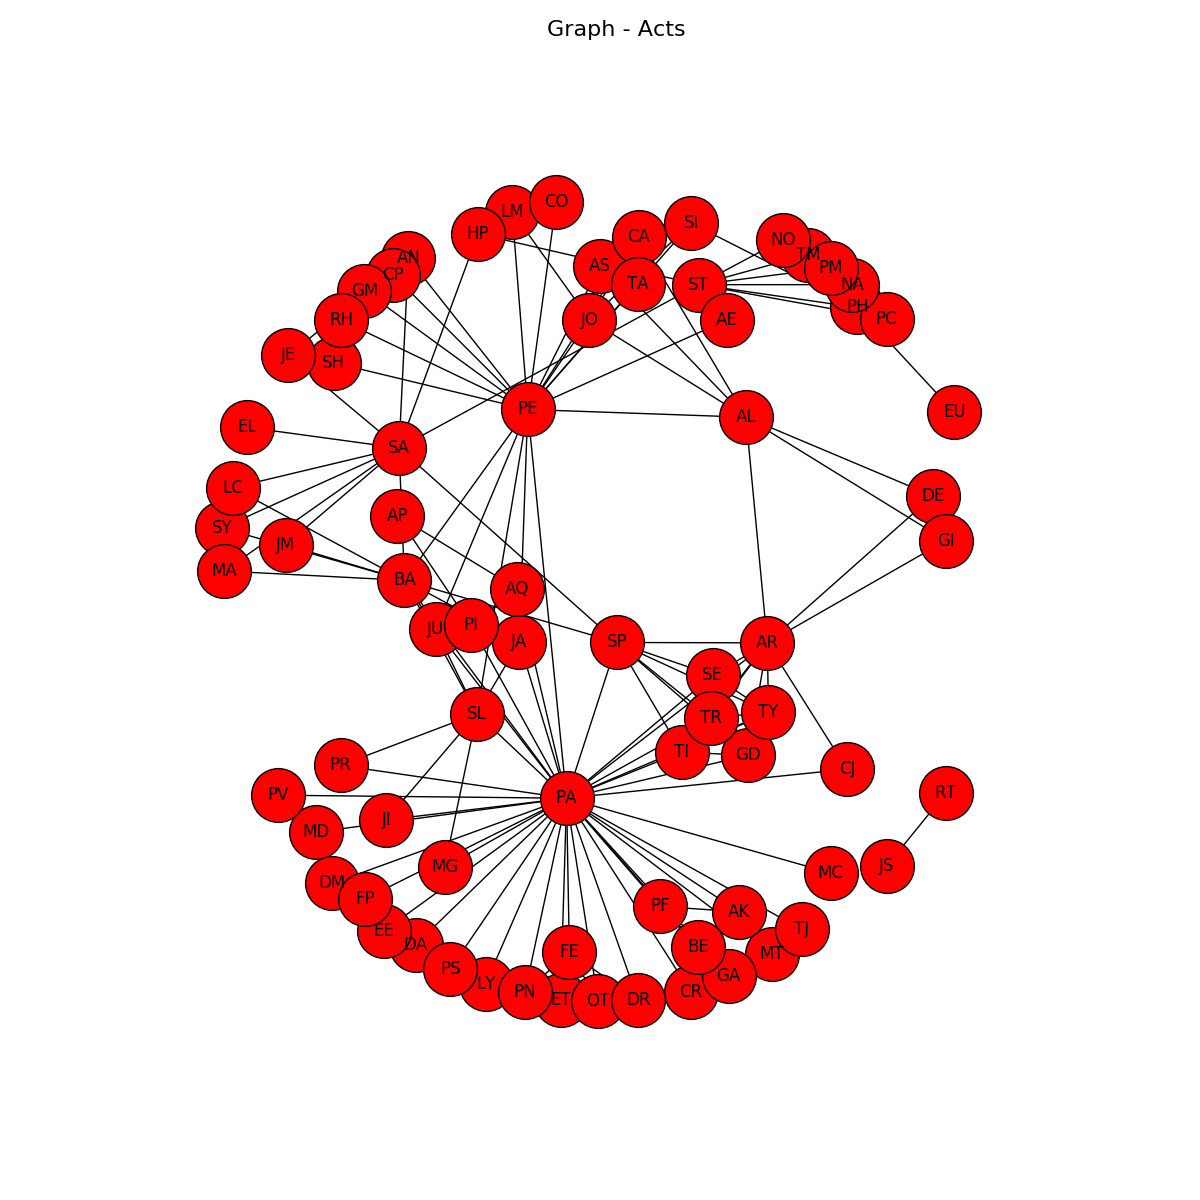 Graph - Acts
CO
LM
SI
HP
CA
NO
TM
AN
AS
PM
CP
TA
ST
NA
GM
PH
RH
JO
AE
PC
JE
SH
PE
EU
AL
EL
SA
LC
DE
AP
SY
GI
JM
MA
BA
AQ
JU
PI
JA
SP
AR
SE
SL
TR
TY
TI
GD
PR
CJ
PV
PA
RT
JI
MD
MG
JS
MC
DM
FP
PF
AK
EE
TJ
DA
BE
FE
MT
PS
GA
LY
PN
CR
ET
OT
DR